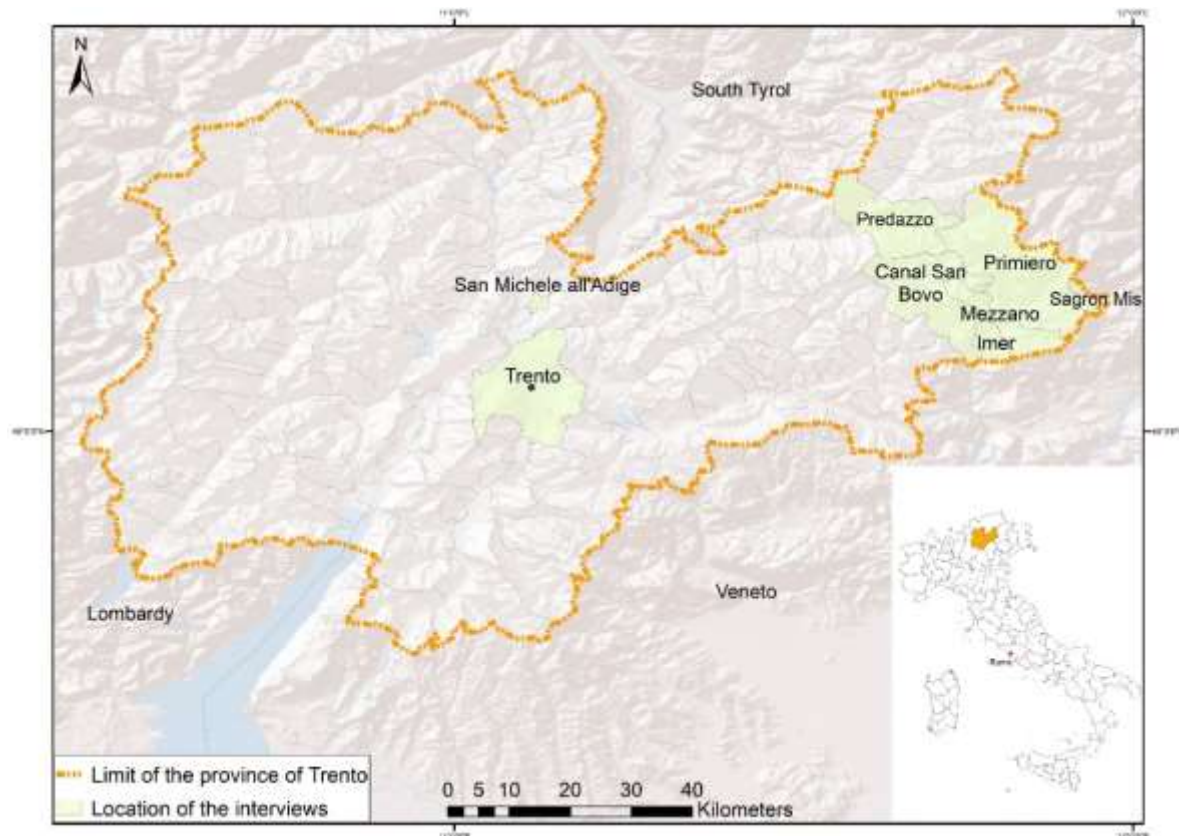 N
South Tyrol
Predazzo
Primiero
Canal San
Bovo
San Michele all'Adige
Sagron Mis
Mezzano
Imer
Trento
Veneto
Lombardy
Roma
Limit of the province of Trento
Location of the interviews
0 5 10 20 30 40
Kilometers